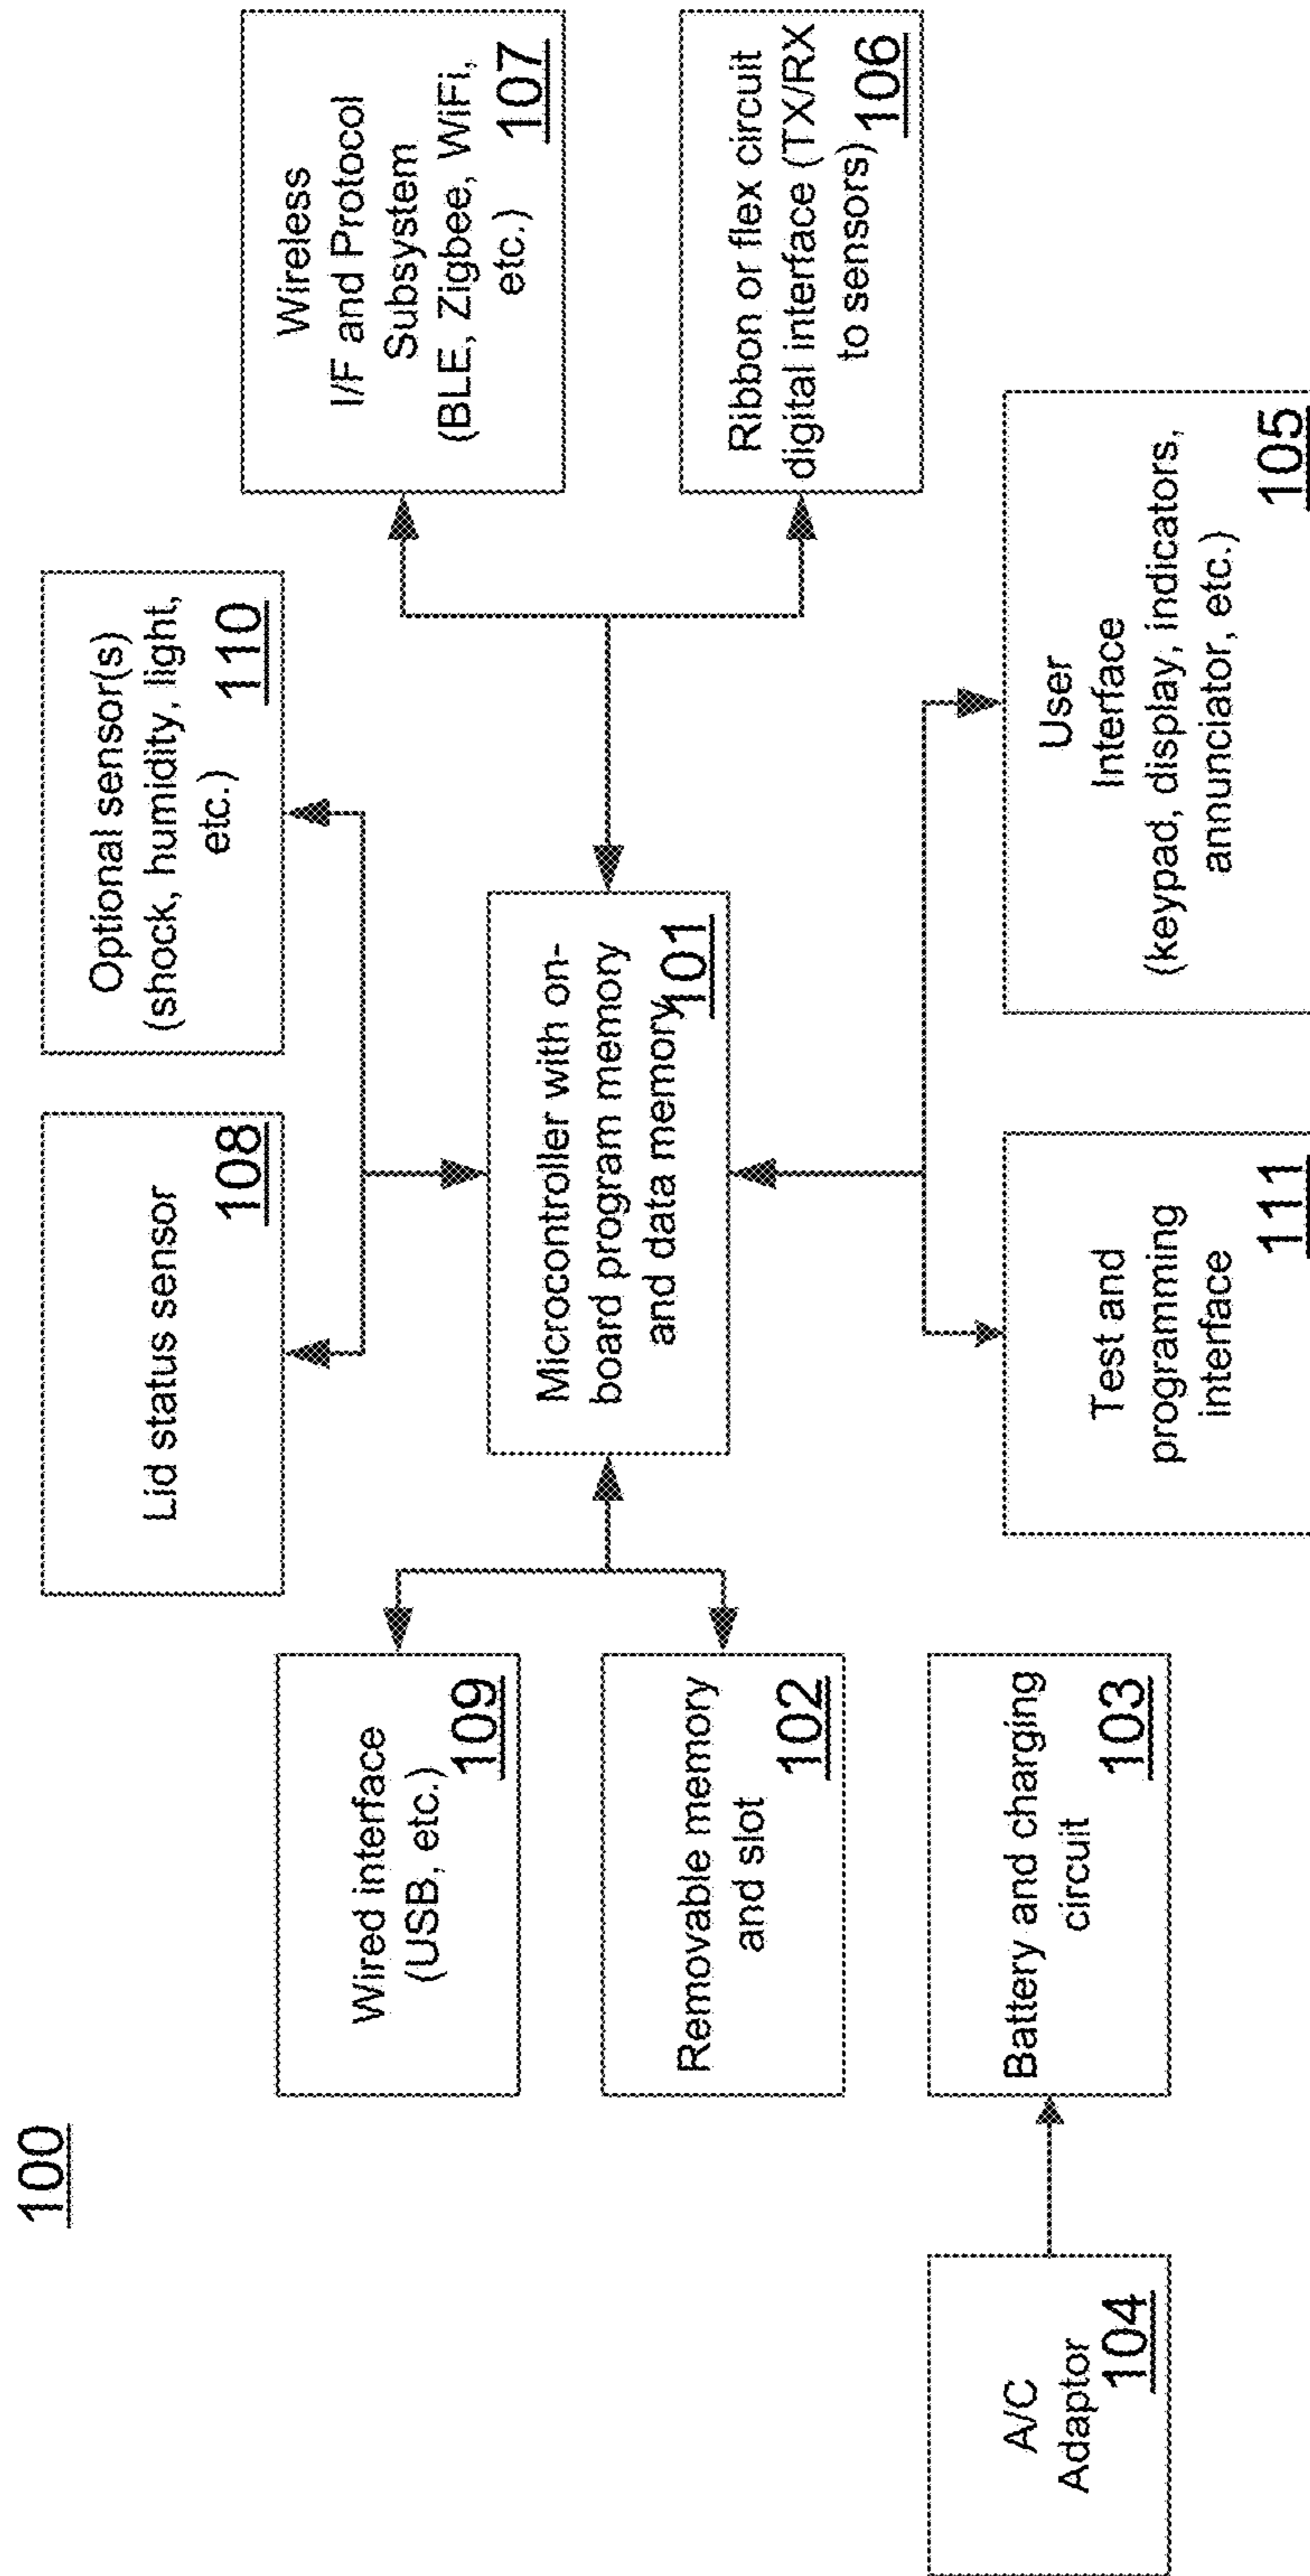 100
Lid status sensor
108
Optional sensor(s)
(shock, humidity, light,
etc.)
110
Wired interface
(USB, etc.)
109
Wireless
I/F and Protocol
Subsystem
(BLE, Zigbee, WiFi,
etc.)
107
Microcontroller with on-
board program memory
and data memory
101
Removable memory
and slot
102
Ribbon or flex circuit
digital interface (TX/RX
to sensors)
106
A/C
Adaptor
104
Battery and charging
circuit
103
Test and
programming
interface
111
User
Interface
(keypad, display, indicators,
annunciator, etc.)
105